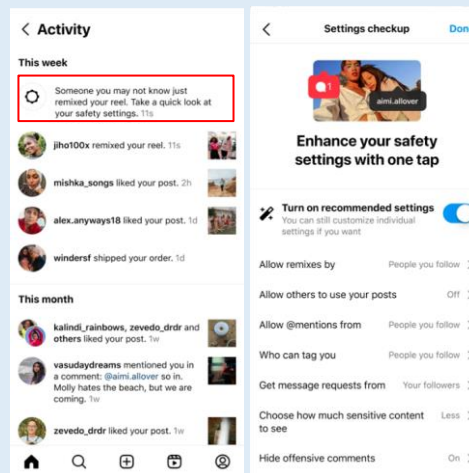 Activity
This week
Someone you may not know just
remixed your reel. Take a quick look at
your safety settings. 11s
jiho100x remixed your reel. 11s
mishka_songs liked your post. 2h
alex.anyways18 liked your post. 1d
windersf shipped your order. 1d
This month
kalindi_rainbows, zevedo_drdr and
others liked your post. 1w
vasudaydreams mentioned you in
a comment: @aimi.allover so in.
Molly hates the beach, but we are
coming. 1w
zevedo_drdr liked your post. 1w
Settings checkup
Don
1
aimi.allover
Enhance your safety
settings with one tap
Turn on recommended settings
You can still customize individual
settings if you want
Allow remixes by People you follow
Allow others to use your posts Off
Allow @mentions from People you follow
Who can tag you People you follow
Get message requests from Your followers
Choose how much sensitive content Less
to see
Hide offensive comments On